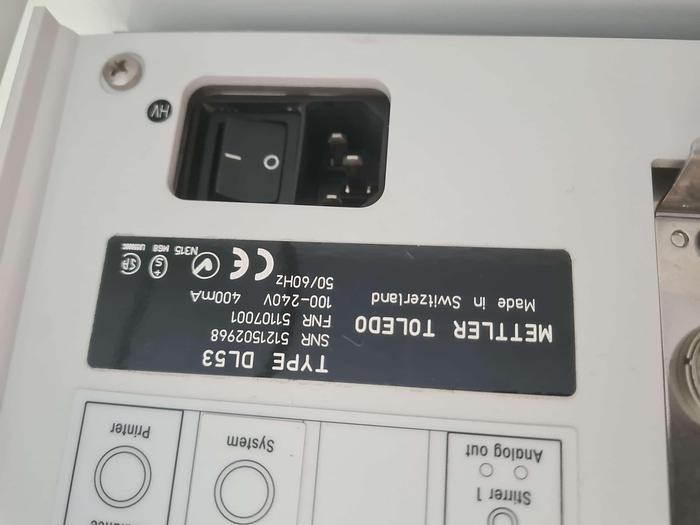 Stirrer 1
Analog out
System
Printer
METTLER TOLEDO
Made in Switzerland
TYPE DL53
SNR 5121502968
FNR 51107001
100-240V 400mA
50/60Hz
CE
N315
HV